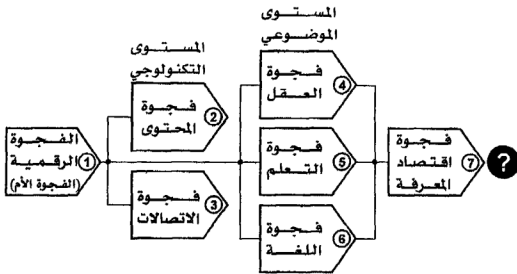 المستوى
التكنولوجي
المستوى
الموضوعي
الفجوة
الرقمية
(الفجوة الأم)
1
فجوة
المحتوى
2
فجوة
الاتصالات
3
فجوة
العقل
4
فجوة
التعلم
5
فجوة
اللغة
6
فجوة
اقتصاد
المعرفة
7
?